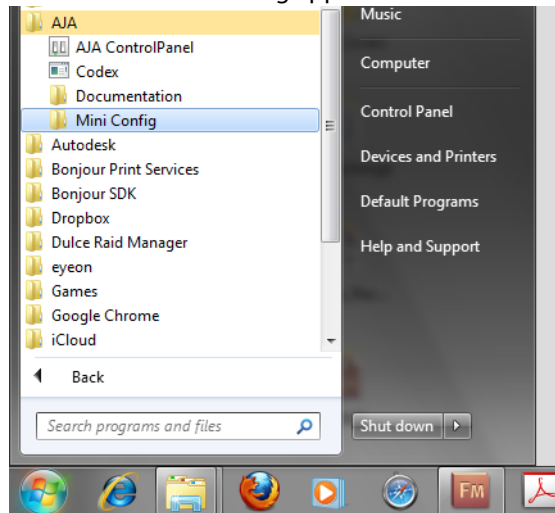 AJA
AJA ControlPanel
Codex
Documentation
Mini Config
Autodesk
Bonjour Print Services
Bonjour SDK
Dropbox
Dulce Raid Manager
eyeon
Games
Google Chrome
iCloud
Back
Search programs and files
Music
Computer
Control Panel
Devices and Printers
Default Programs
Help and Support
Shut down
FM